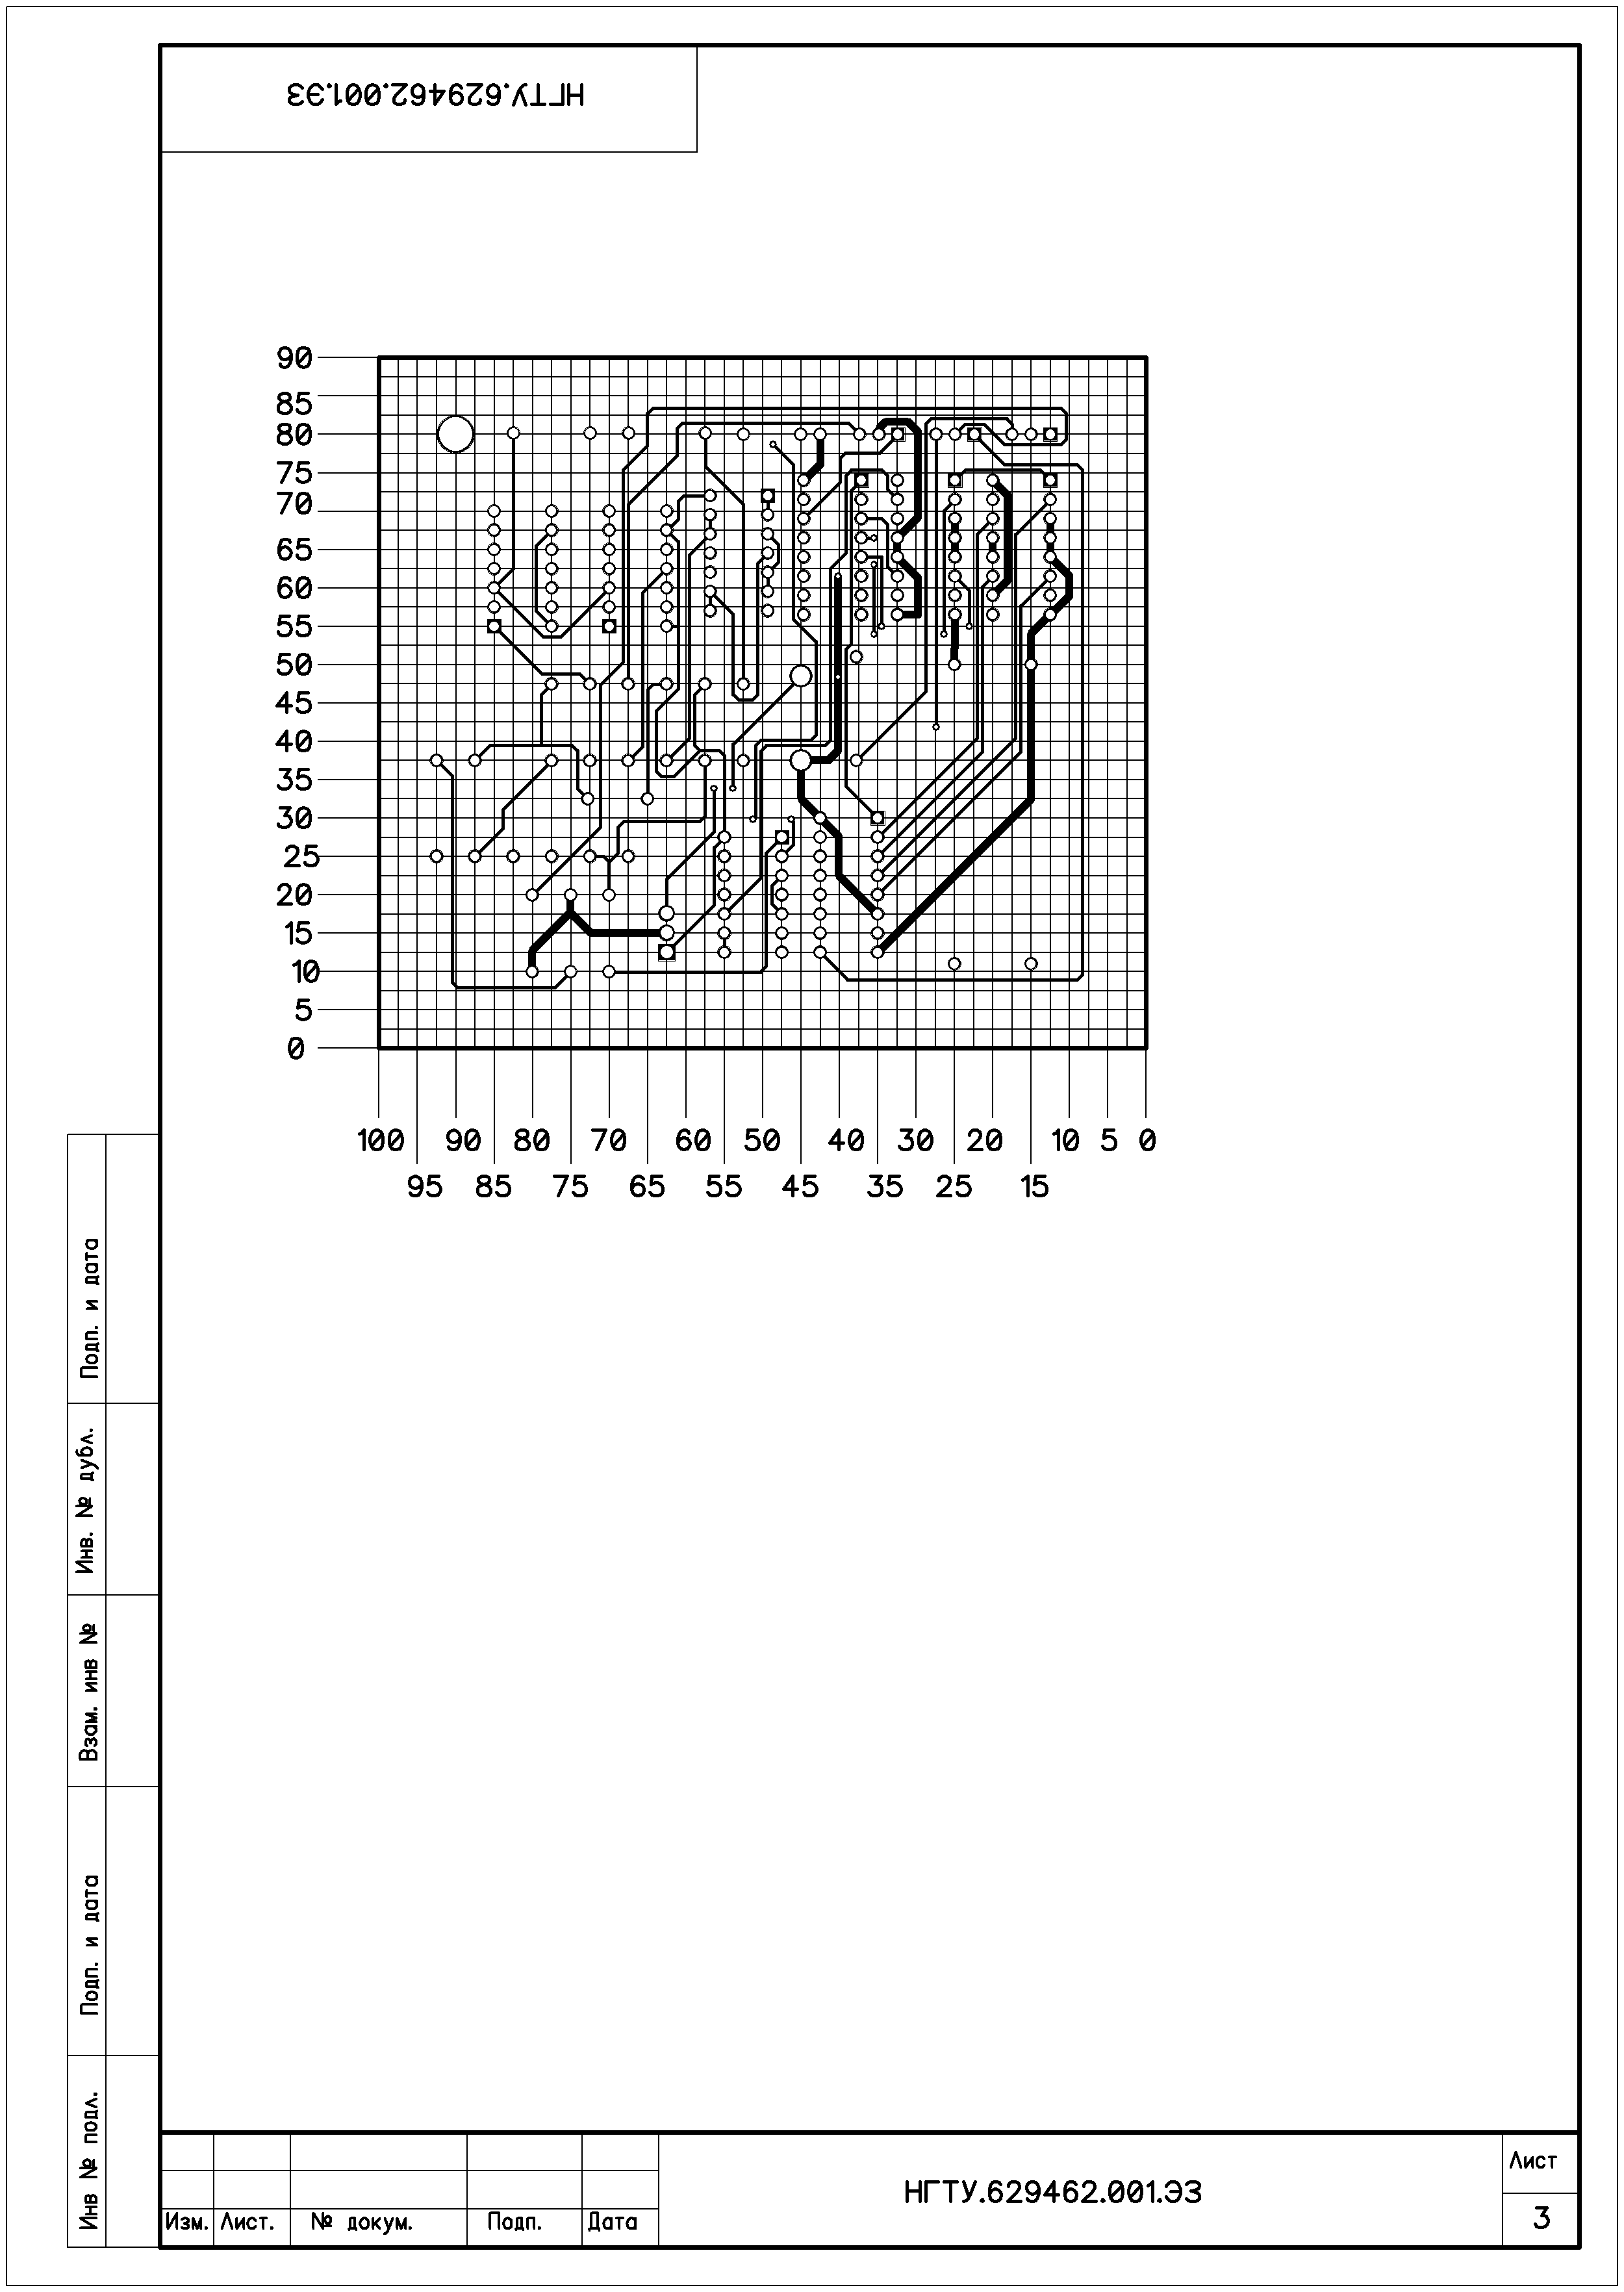 НГТУ.629462.001.ЭЗ
90
85
80
75
70
65
60
55
50
45
40
35
30
25
20
15
10
5
0
100 90 80 70 60 50 40 30 20 10 5 0
95 85 75 65 55 45 35 25 15
Подп. и дата
Инв. № дубл.
Взам. инв №
Подп. и дата
Инв № подл.
Изм. Лист. № докум. Подп. Дата
НГТУ.629462.001.ЭЗ
Лист
3